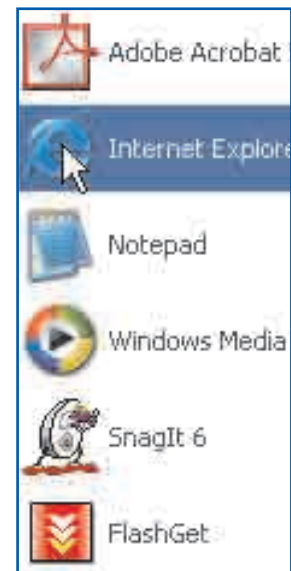 Adobe Acrobat
Internet Explore
Notepad
Windows Media
SnagIt 6
FlashGet